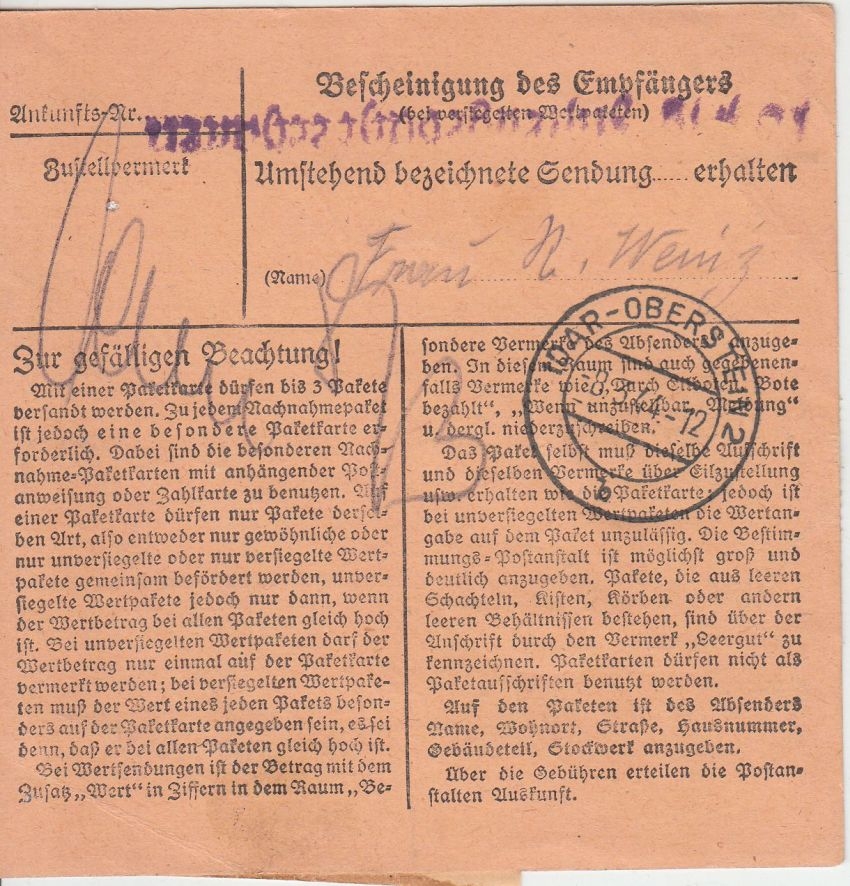 Ankunfts-Nr.
Zustellvermerk
Bescheinigung des Empfängers
(bei versiegelten Wertpaketen)
Umstehend bezeichnete Sendung ..... erhalten
(Name) Frau N. Weniz
Zur gefälligen Beachtung!
Mit einer Paketkarte dürfen bis 3 Pakete
versandt werden. Zu jedem Nachnahmepaket
ist jedoch eine besondere Paketkarte er-
forderlich. Dabei sind die besonderen Nach-
nahme-Paketkarten mit anhängender Post-
anweisung oder Zahlkarte zu benutzen. Auf
einer Paketkarte dürfen nur Pakete dersel-
ben Art, also entweder nur gewöhnliche oder
nur unversiegelte oder nur versiegelte Wert-
pakete gemeinsam befördert werden, unver-
siegelte Wertpakete jedoch nur dann, wenn
der Wertbetrag bei allen Paketen gleich hoch
ist. Bei unversiegelten Wertpaketen darf der
Wertbetrag nur einmal auf der Paketkarte
vermerkt werden; bei versiegelten Wertpake-
ten muß der Wert eines jeden Pakets beson-
ders auf der Paketkarte angegeben sein, es sei
denn, daß er bei allen Paketen gleich hoch ist.
Bei Wertsendungen ist der Betrag mit dem
Zusatz „Wert" in Ziffern in dem Raum „Be-
sondere Vermerke des Absenders" anzuge-
ben. In diesem Raum sind auch gegebenen-
falls Vermerke wie „Durch Eilboten, Bote
bezahlt", „Wenn unzustellbar, Meldung"
u. dergl. niederzuschreiben.
Das Paket selbst muß dieselbe Aufschrift
und dieselben Vermerke über Eilzustellung
usw. erhalten wie die Paketkarte; jedoch ist
bei unversiegelten Wertpaketen die Wertan-
gabe auf dem Paket unzulässig. Die Bestim-
mungs-Postanstalt ist möglichst groß und
deutlich anzugeben. Pakete, die aus leeren
Schachteln, Kisten, Körben oder andern
leeren Behältnissen bestehen, sind über der
Anschrift durch den Vermerk „Leergut" zu
kennzeichnen. Paketkarten dürfen nicht als
Paketaufschriften benutzt werden.
Auf den Paketen ist des Absenders
Name, Wohnort, Straße, Hausnummer,
Gebäudeteil, Stockwerk anzugeben.
Über die Gebühren erteilen die Postan-
stalten Auskunft.
IDAR-OBERSTEIN 2
b